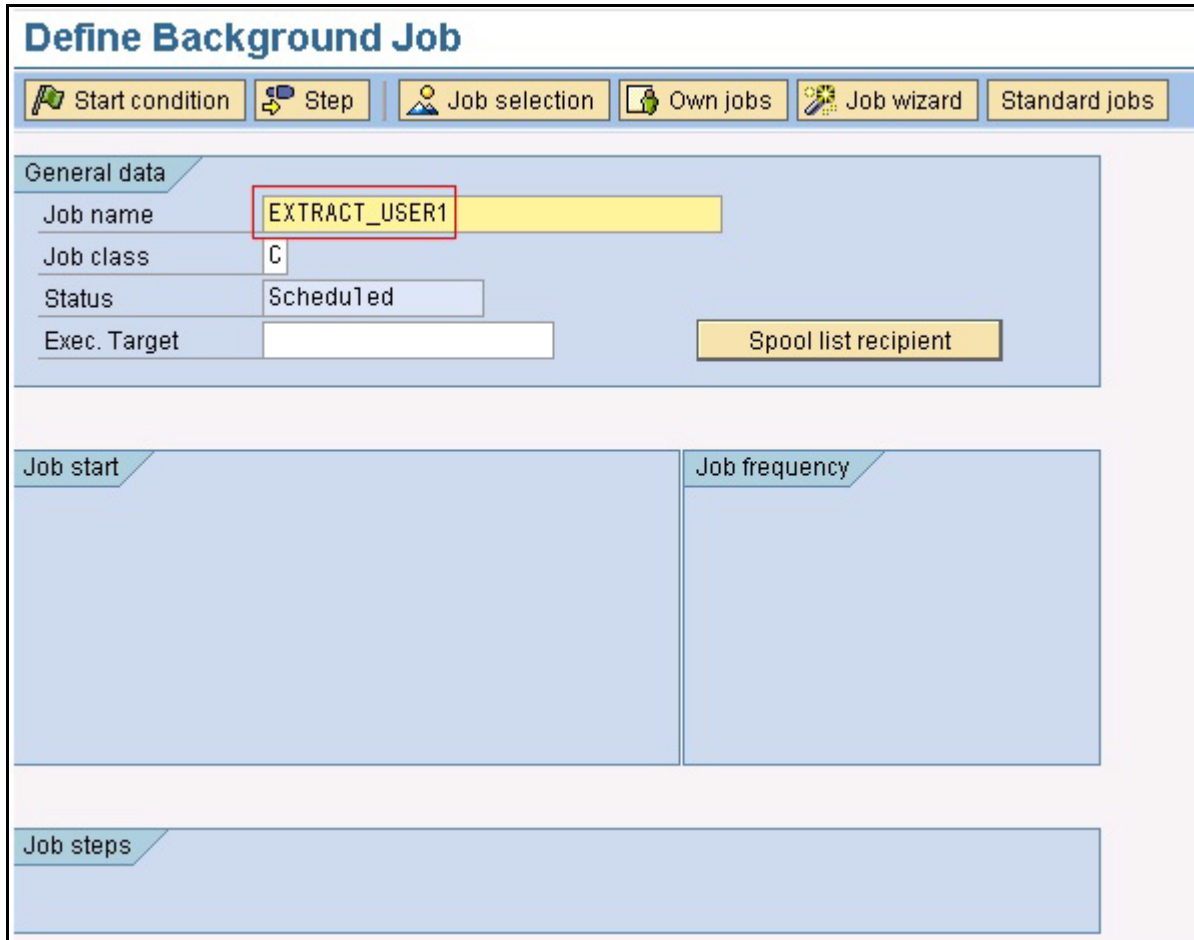 Define Background Job
Start condition Step Job selection Own jobs Job wizard Standard jobs
General data
Job name EXTRACT_USER1
Job class C
Status Scheduled
Exec. Target Spool list recipient
Job start Job frequency
Job steps